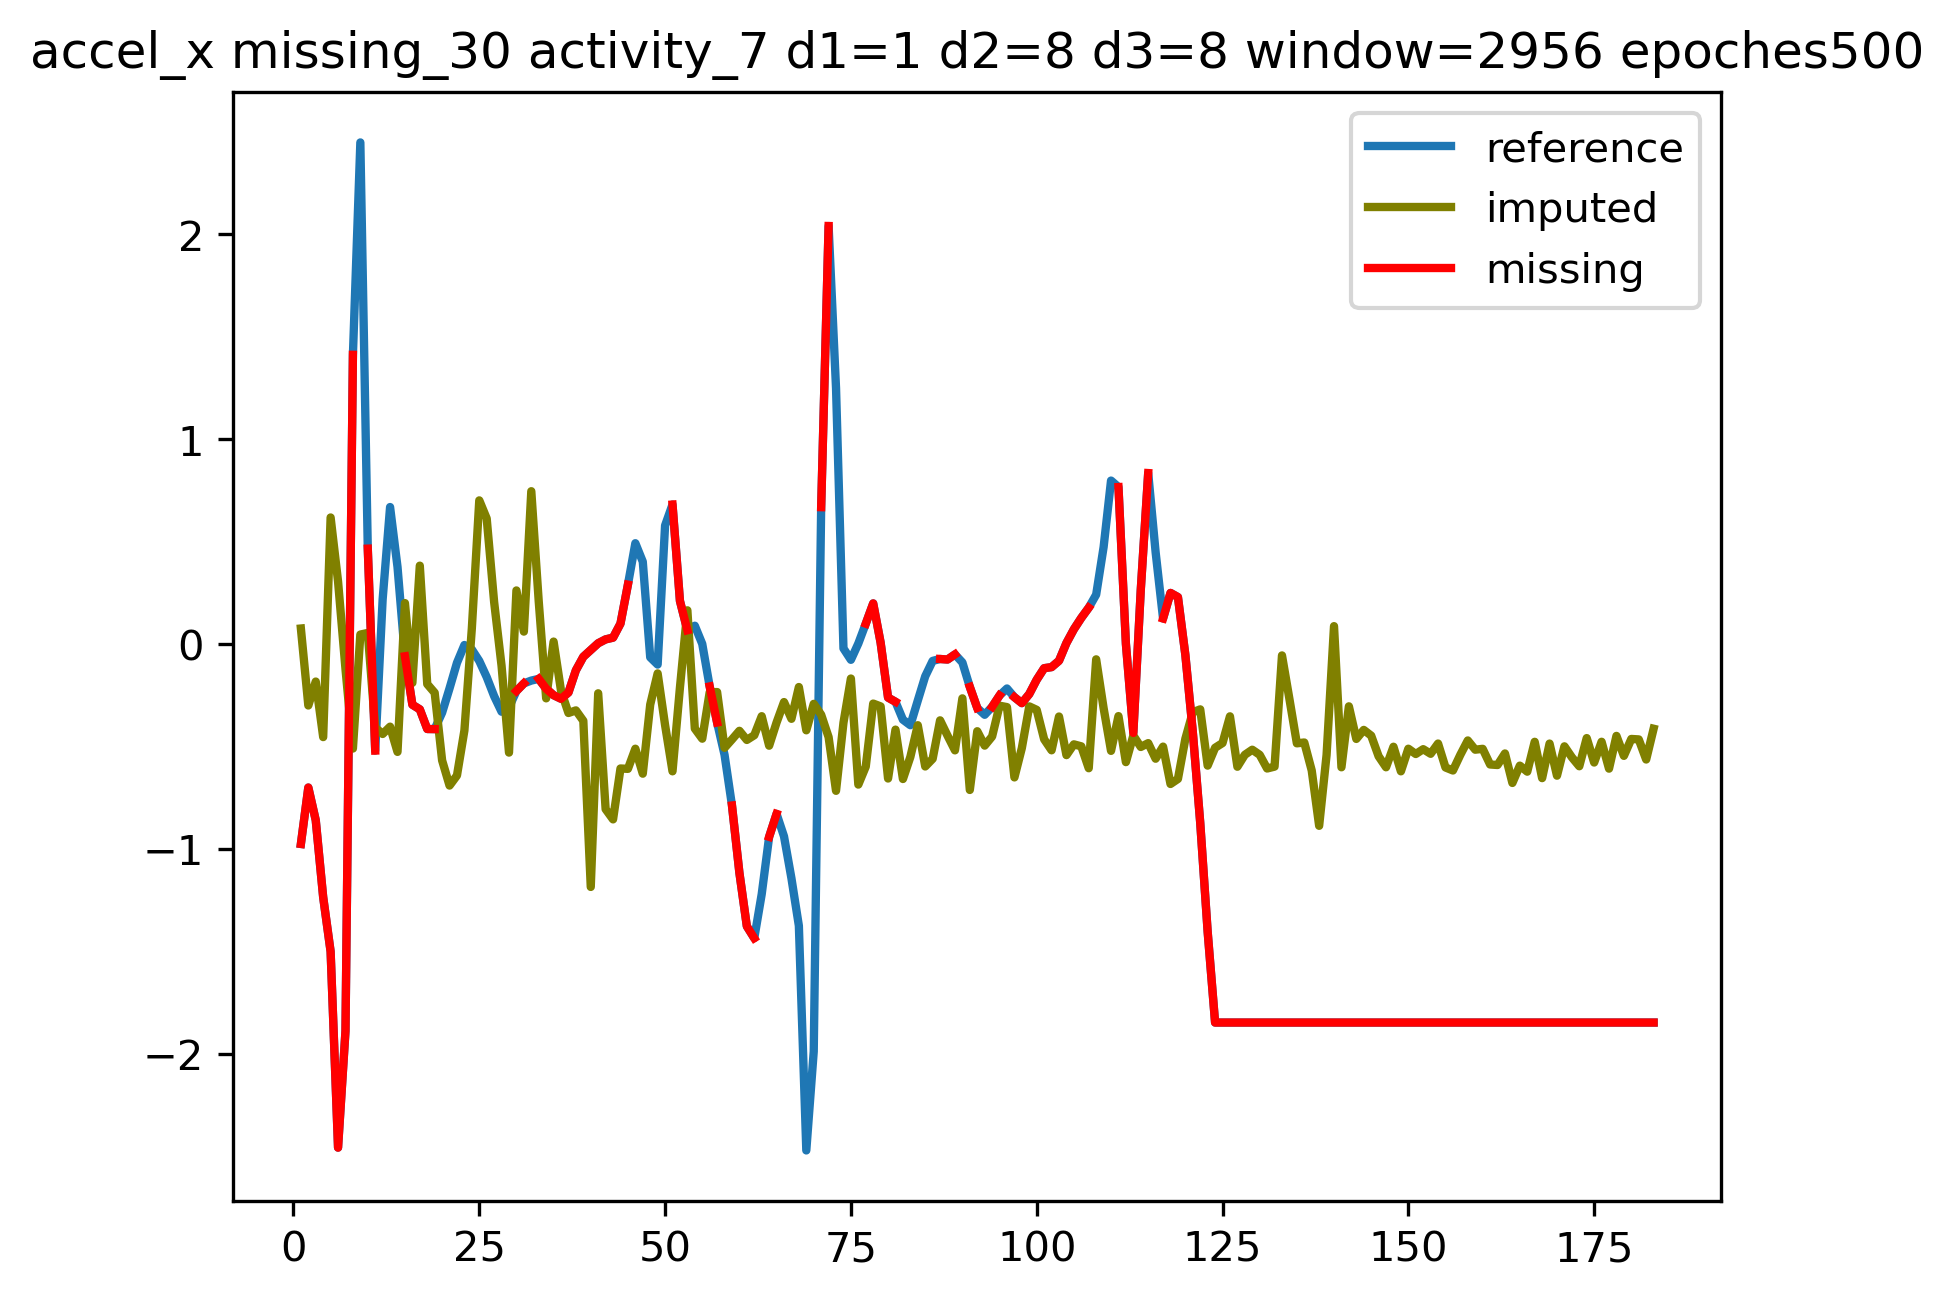 accel_x missing_30 activity_7 d1=1 d2=8 d3=8 window=2956 epoches500
reference
imputed
missing
2
1
0
−1
−2
0 25 50 75 100 125 150 175